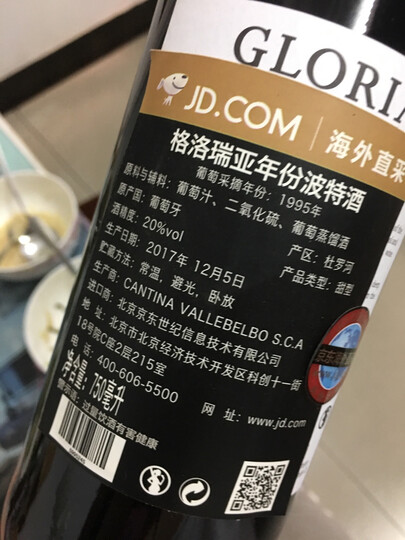 GLORIA
JD.COM | 海外直采
格洛瑞亚年份波特酒
葡萄采摘年份：1995年
原料与辅料：葡萄汁、二氧化硫、葡萄蒸馏酒
原产国：葡萄牙 产区：杜罗河
酒精度：20%vol 产品类型：甜型
生产日期：2017年12月5日
贮藏方法：常温，避光，卧放
生产商：CANTINA VALLEBELBO S.C.A
进口商：北京京东世纪信息技术有限公司
地址：北京市北京经济技术开发区科创十一街
18号院C座2层215室
电话：400-606-5500 网址：www.jd.com
净含量：750毫升
警示语：过量饮酒有害健康